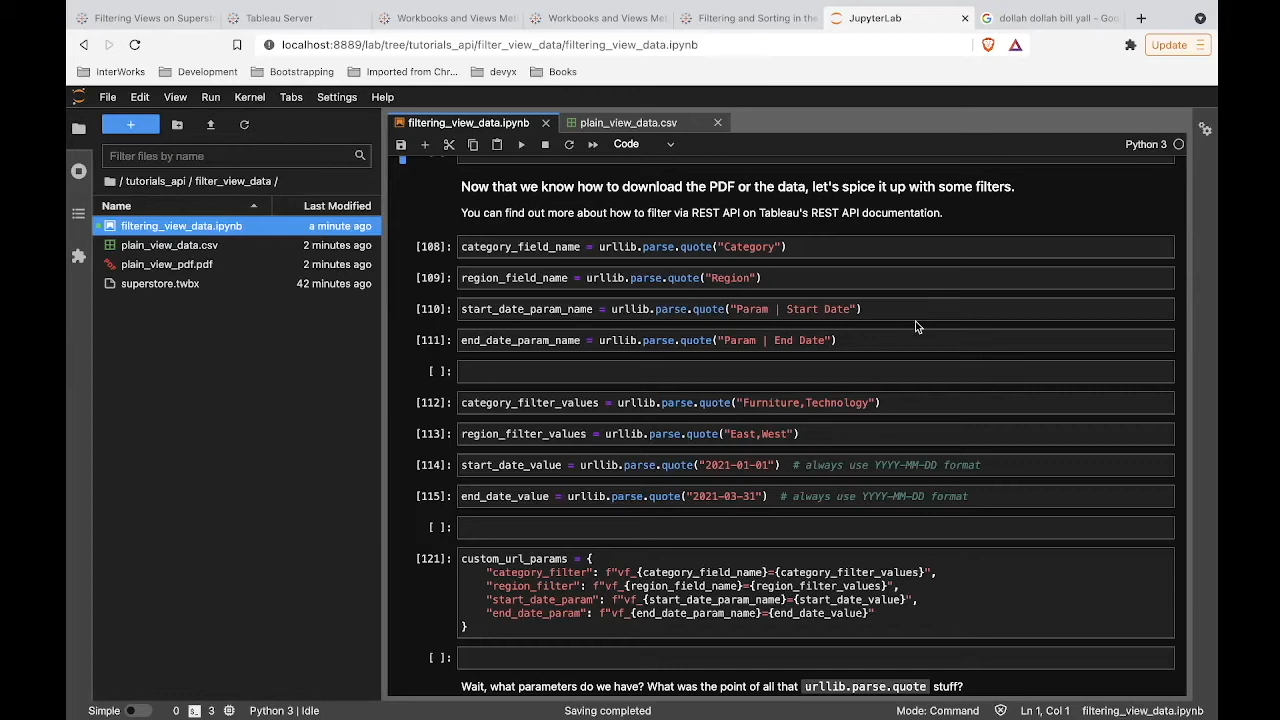 Filtering Views on Superst
Tableau Server
Workbooks and Views Met
Workbooks and Views Met
Filtering and Sorting in the
JupyterLab
dollah dollah bill yall - Goo
localhost:8889/lab/tree/tutorials_api/filter_view_data/filtering_view_data.ipynb
Update
InterWorks
Development
Bootstrapping
Imported from Chr...
devyx
Books
File Edit View Run Kernel Tabs Settings Help
filtering_view_data.ipynb
plain_view_data.csv
Code
Python 3
Filter files by name
/ tutorials_api / filter_view_data /
Name Last Modified
filtering_view_data.ipynb a minute ago
plain_view_data.csv 2 minutes ago
plain_view_pdf.pdf 2 minutes ago
superstore.twbx 42 minutes ago
Now that we know how to download the PDF or the data, let's spice it up with some filters.
You can find out more about how to filter via REST API on Tableau's REST API documentation.
[108]: category_field_name = urllib.parse.quote("Category")
[109]: region_field_name = urllib.parse.quote("Region")
[110]: start_date_param_name = urllib.parse.quote("Param | Start Date")
[111]: end_date_param_name = urllib.parse.quote("Param | End Date")
[ ]:
[112]: category_filter_values = urllib.parse.quote("Furniture,Technology")
[113]: region_filter_values = urllib.parse.quote("East,West")
[114]: start_date_value = urllib.parse.quote("2021-01-01") # always use YYYY-MM-DD format
[115]: end_date_value = urllib.parse.quote("2021-03-31") # always use YYYY-MM-DD format
[ ]:
[121]: custom_url_params = {
"category_filter": f"vf_{category_field_name}={category_filter_values}",
"region_filter": f"vf_{region_field_name}={region_filter_values}",
"start_date_param": f"vf_{start_date_param_name}={start_date_value}",
"end_date_param": f"vf_{end_date_param_name}={end_date_value}"
}
[ ]:
Wait, what parameters do we have? What was the point of all that urllib.parse.quote stuff?
Simple 0 3 Python 3 | Idle Saving completed Mode: Command Ln 1, Col 1 filtering_view_data.ipynb